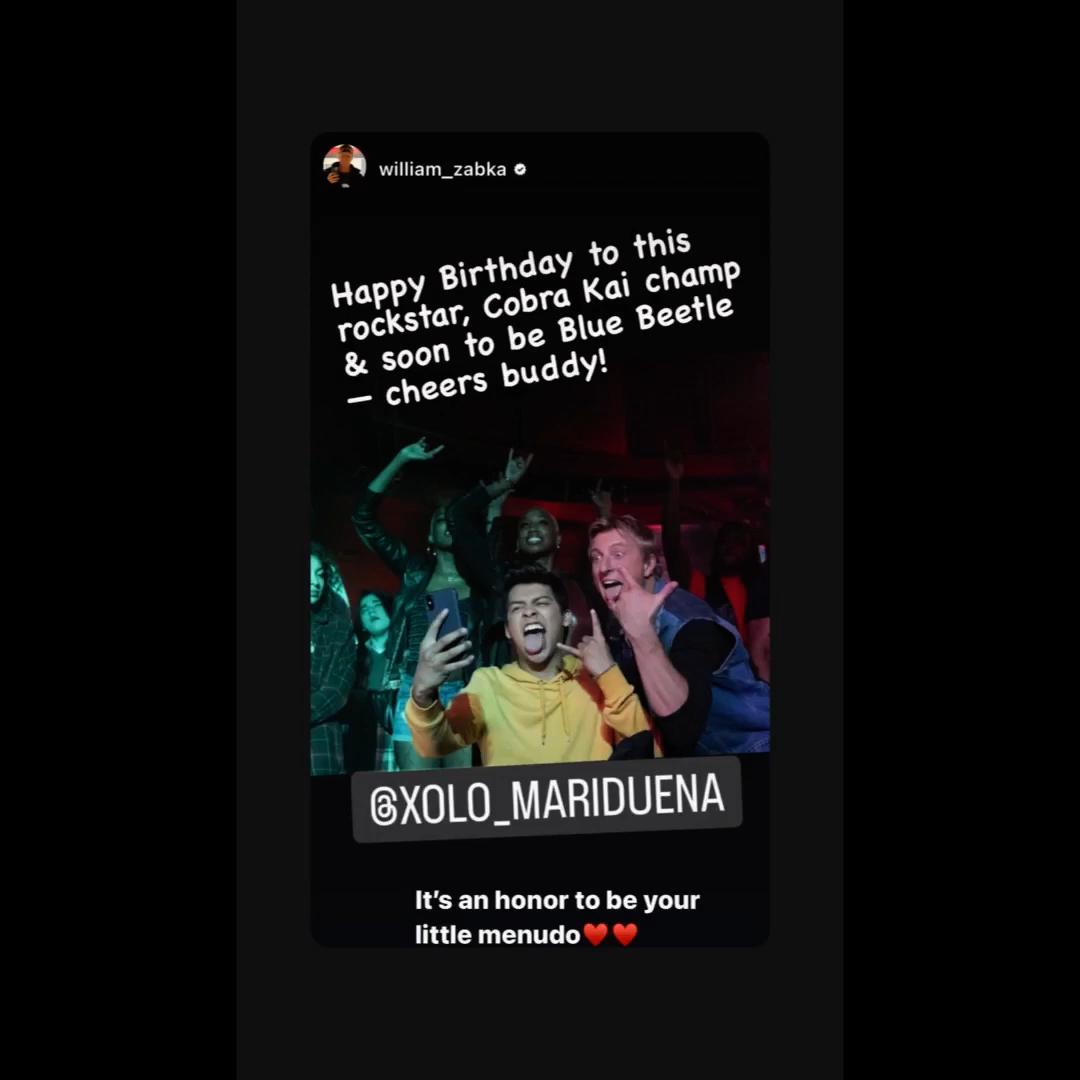 william_zabka
Happy Birthday to this
rockstar, Cobra Kai champ
& soon to be Blue Beetle
– cheers buddy!
@XOLO_MARIDUENA
It's an honor to be your
little menudo❤️❤️